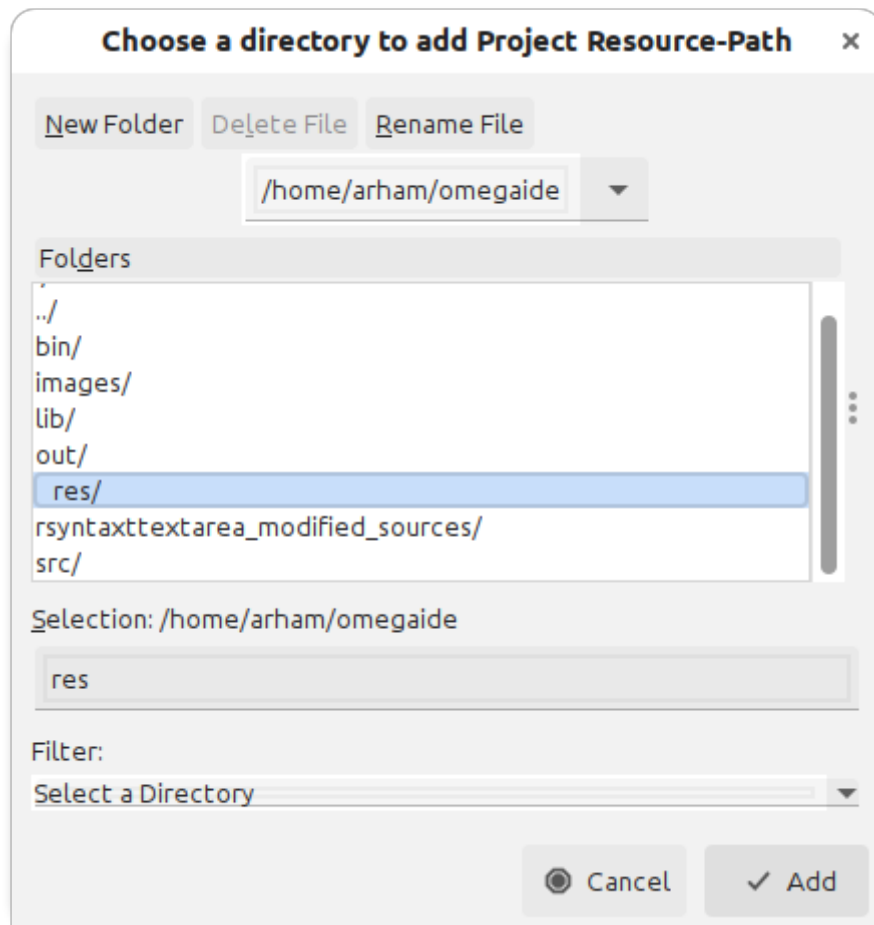 Choose a directory to add Project Resource-Path
New Folder Delete File Rename File
/home/arham/omegaide
Folders
../
bin/
images/
lib/
out/
res/
rsyntaxttextarea_modified_sources/
src/
Selection: /home/arham/omegaide
res
Filter:
Select a Directory
Cancel Add